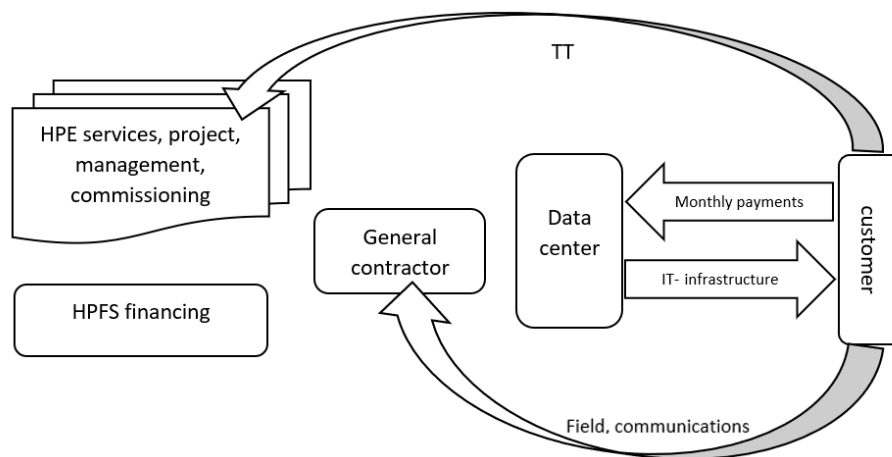 TT
HPE services, project,
management,
commissioning
General
contractor
HPFS financing
Data
center
Monthly payments
IT- infrastructure
customer
Field, communications